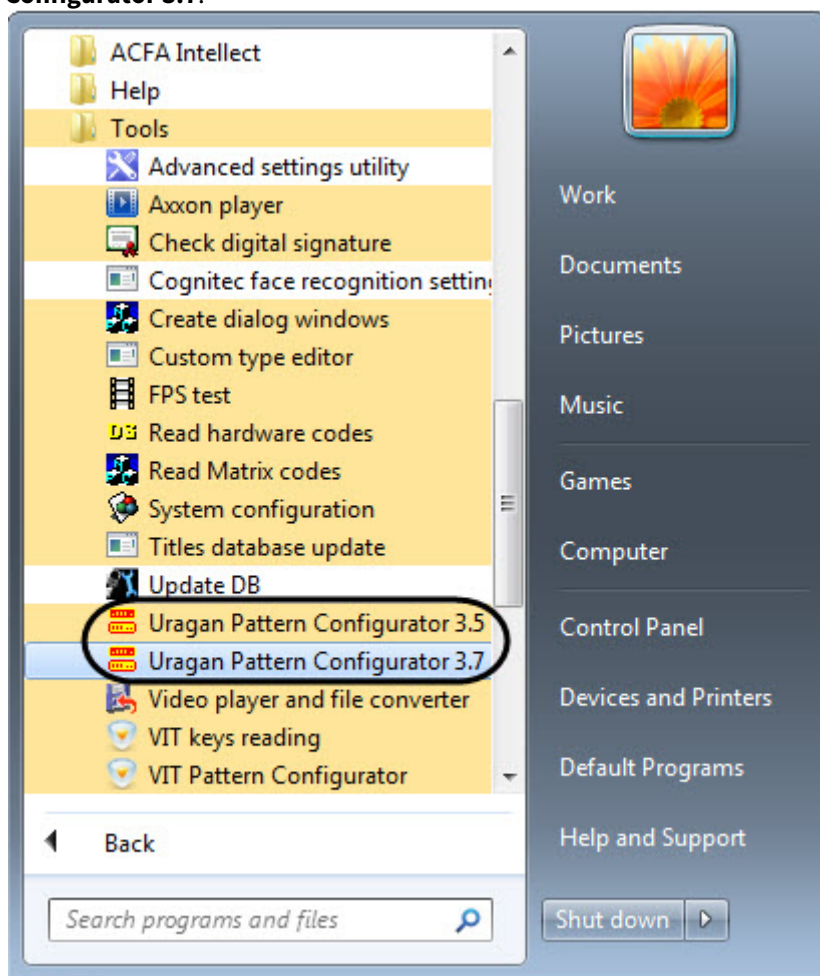 Configurator 3.7.
ACFA Intellect
Help
Tools
Advanced settings utility
Axxon player
Check digital signature
Cognitec face recognition
Create dialog windows
Custom type editor
FPS test
Read hardware codes
Read Matrix codes
System configuration
Titles database update
Update DB
Uragan Pattern Configurator 3.5
Uragan Pattern Configurator 3.7
Video player and file converter
VIT keys reading
VIT Pattern Configurator
Back
Search programs and files
Work
Documents
Pictures
Music
Games
Computer
Control Panel
Devices and Printers
Default Programs
Help and Support
Shut down